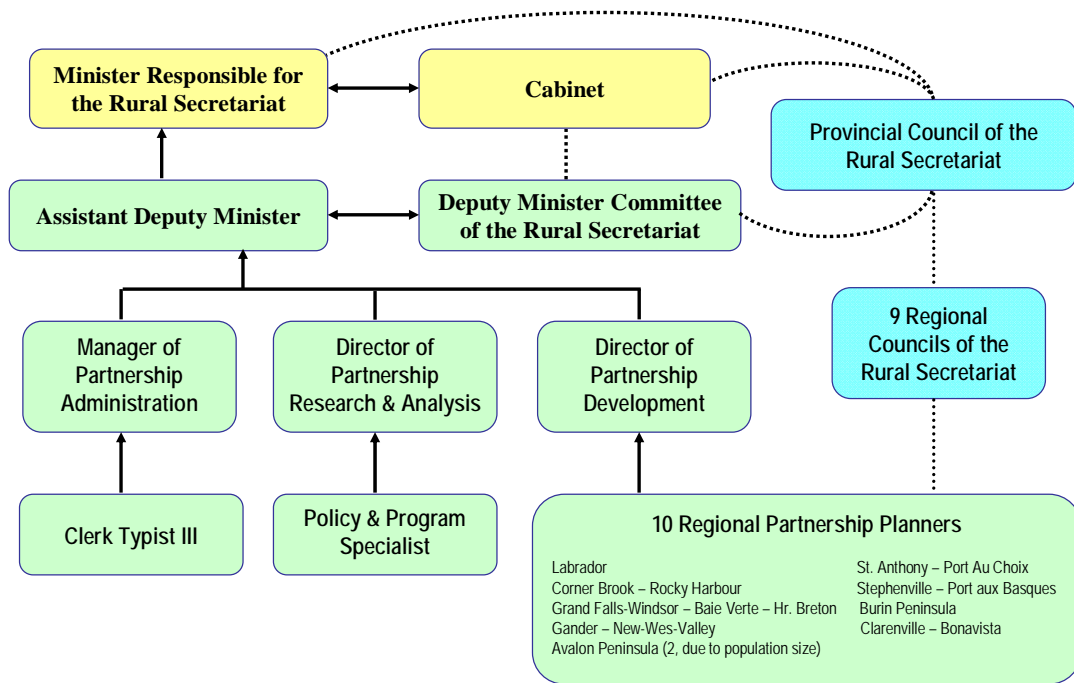 Minister Responsible for
the Rural Secretariat
Cabinet
Provincial Council of the
Rural Secretariat
Assistant Deputy Minister
Deputy Minister Committee
of the Rural Secretariat
9 Regional
Councils of the
Rural Secretariat
Manager of
Partnership
Administration
Director of
Partnership
Research & Analysis
Director of
Partnership
Development
Clerk Typist III
Policy & Program
Specialist
10 Regional Partnership Planners
Labrador
Corner Brook – Rocky Harbour
Grand Falls-Windsor – Baie Verte – Hr. Breton
Gander – New-Wes-Valley
Avalon Peninsula (2, due to population size)
St. Anthony – Port Au Choix
Stephenville – Port aux Basques
Burin Peninsula
Clarenville – Bonavista